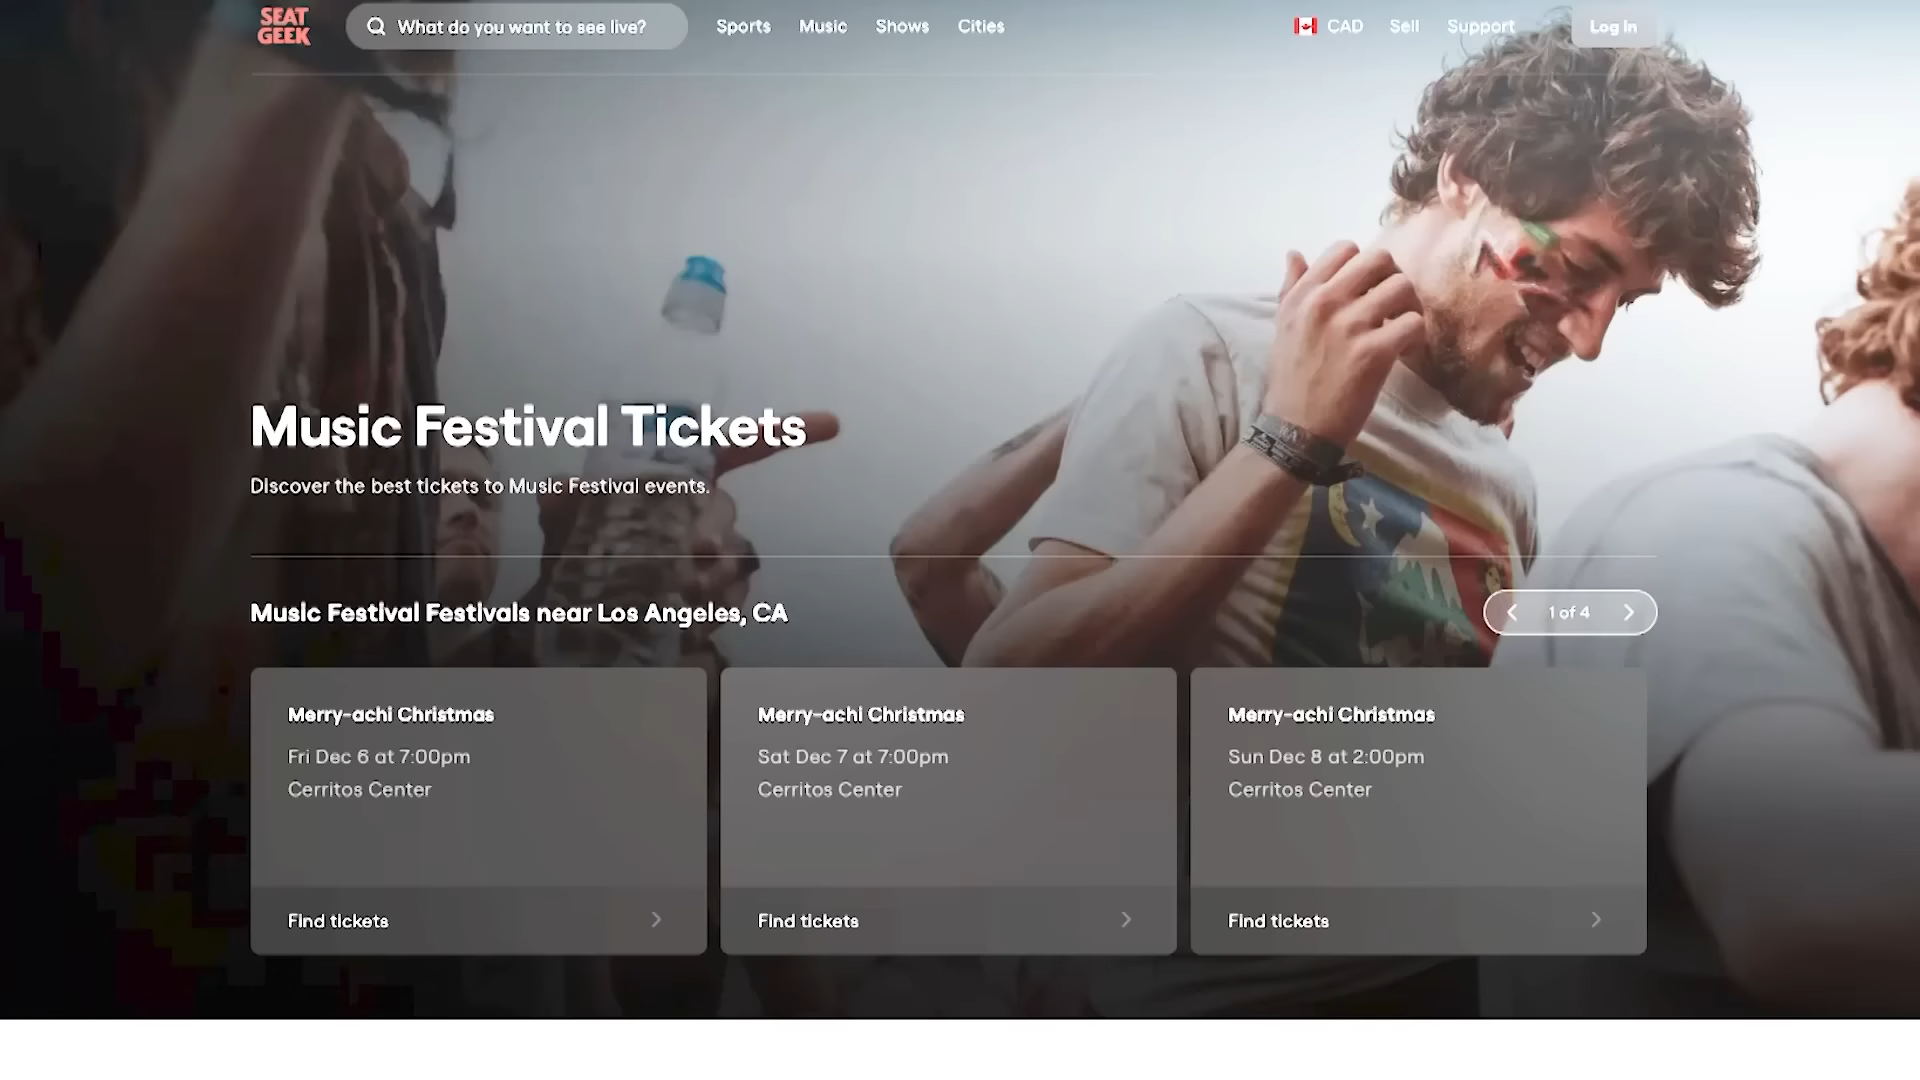 SEAT
GEEK
What do you want to see live?
Sports
Music
Shows
Cities
CAD
Sell
Support
Log In
Music Festival Tickets
Discover the best tickets to Music Festival events.
Music Festival Festivals near Los Angeles, CA
1 of 4
Merry-achi Christmas
Fri Dec 6 at 7:00pm
Cerritos Center
Find tickets
Merry-achi Christmas
Sat Dec 7 at 7:00pm
Cerritos Center
Find tickets
Merry-achi Christmas
Sun Dec 8 at 2:00pm
Cerritos Center
Find tickets